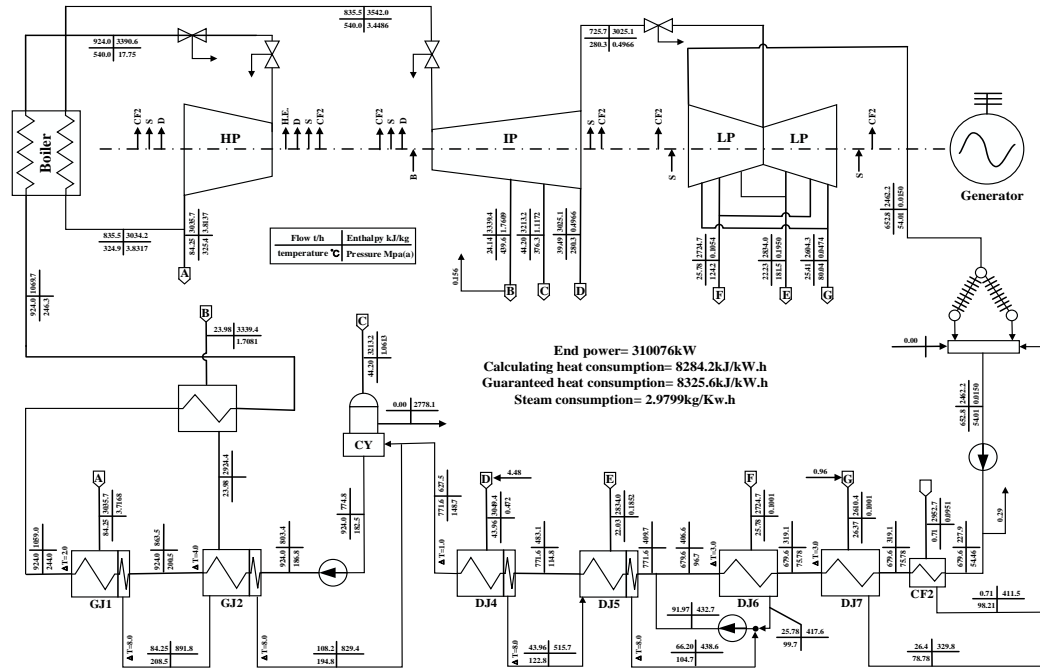 835.5 3542.0
540.0 3.4486
924.0 3390.6
540.0 17.75
725.7 3025.1
280.3 0.4966
Boiler
CF2
S
D
HP
H.E.
D
S
CF2
CF2
S
D
B
IP
S
CF2
CF2
S
LP
LP
S
CF2
Generator
835.5 3034.2
324.9 3.8317
84.25 3035.7
325.4 3.8137
A
Flow t/h Enthalpy kJ/kg
temperature ℃ Pressure Mpa(a)
0.156
24.14 3339.4
439.6 1.7609
B
44.20 3213.2
376.3 1.1172
C
39.49 3025.1
280.3 0.4966
D
25.78 2724.7
124.2 0.1054
F
22.23 2834.0
181.5 0.1950
E
25.41 2604.3
80.04 0.0474
G
652.8 2462.2
54.01 0.0150
924.0 1069.7
246.3
B
23.98 3339.4
1.7081
C
44.20 3213.2
1.0613
End power= 310076kW
Calculating heat consumption= 8284.2kJ/kW.h
Guaranteed heat consumption= 8325.6kJ/kW.h
Steam consumption= 2.9799kg/Kw.h
0.00
652.8 2462.2
54.01 0.0150
0.29
0.00 2778.1
CY
23.98 2924.4
A
84.25 3035.7
3.7168
924.0 1059.0
244.0
ΔT=2.0
GJ1
924.0 863.5
200.5
ΔT=4.0
GJ2
924.0 803.4
186.8
924.0 774.8
182.5
771.6 627.5
148.7
ΔT=1.0
D
4.48
43.96 3049.4
0.472
DJ4
771.6 483.1
114.8
E
22.03 2834.0
0.1852
DJ5
771.6 409.7
679.6 406.6
96.7
ΔT=3.0
F
25.78 2724.7
0.1001
DJ6
679.6 319.1
75.78
ΔT=3.0
0.96
G
26.37 2610.4
0.1001
DJ7
679.6 319.1
75.78
0.71 2952.7
0.0951
CF2
679.6 227.9
54.46
ΔT=8.0
84.25 891.8
208.5
ΔT=8.0
108.2 829.4
194.8
ΔT=8.0
43.96 515.7
122.8
ΔT=8.0
91.97 432.7
66.20 438.6
104.7
25.78 417.6
99.7
26.4 329.8
78.78
0.71 411.5
98.21